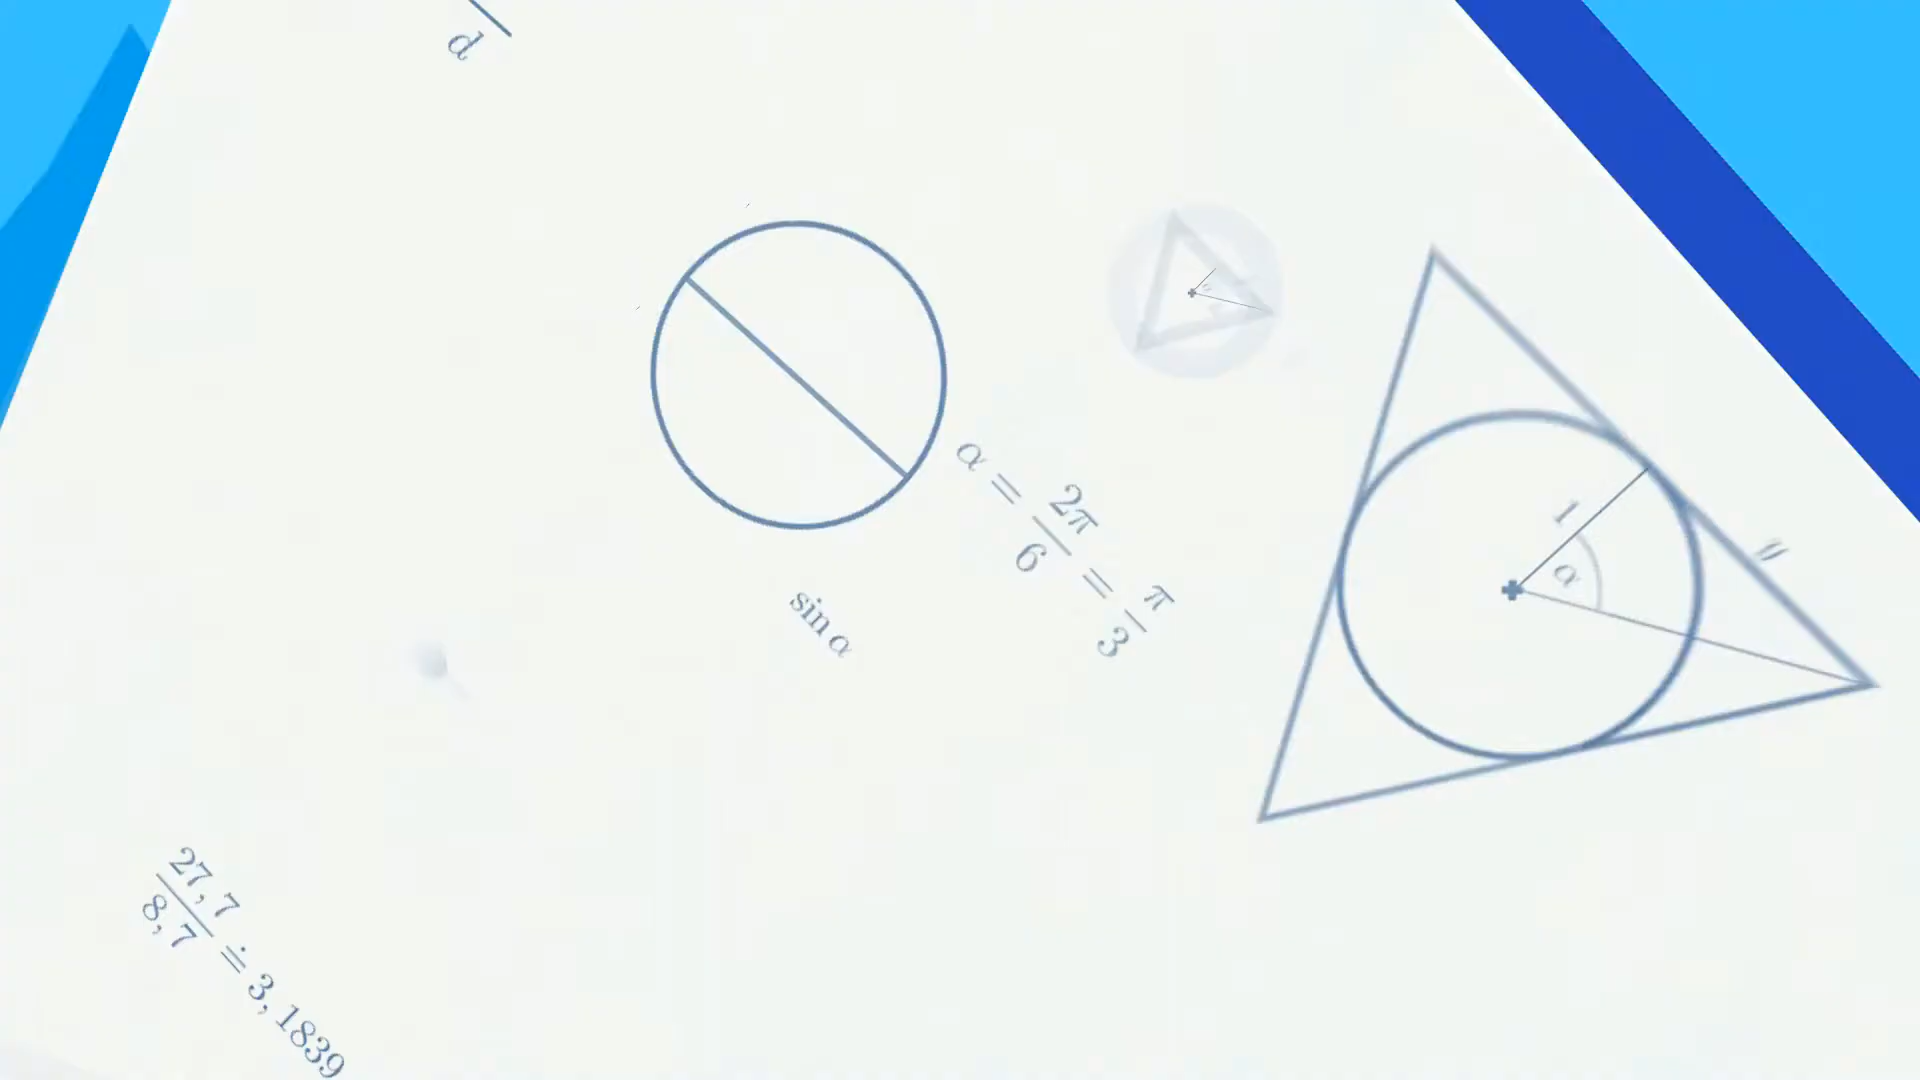 d
α = 2π/6 = π/3
sin α
1
α
y
27,7/8,7 ≐ 3,1839